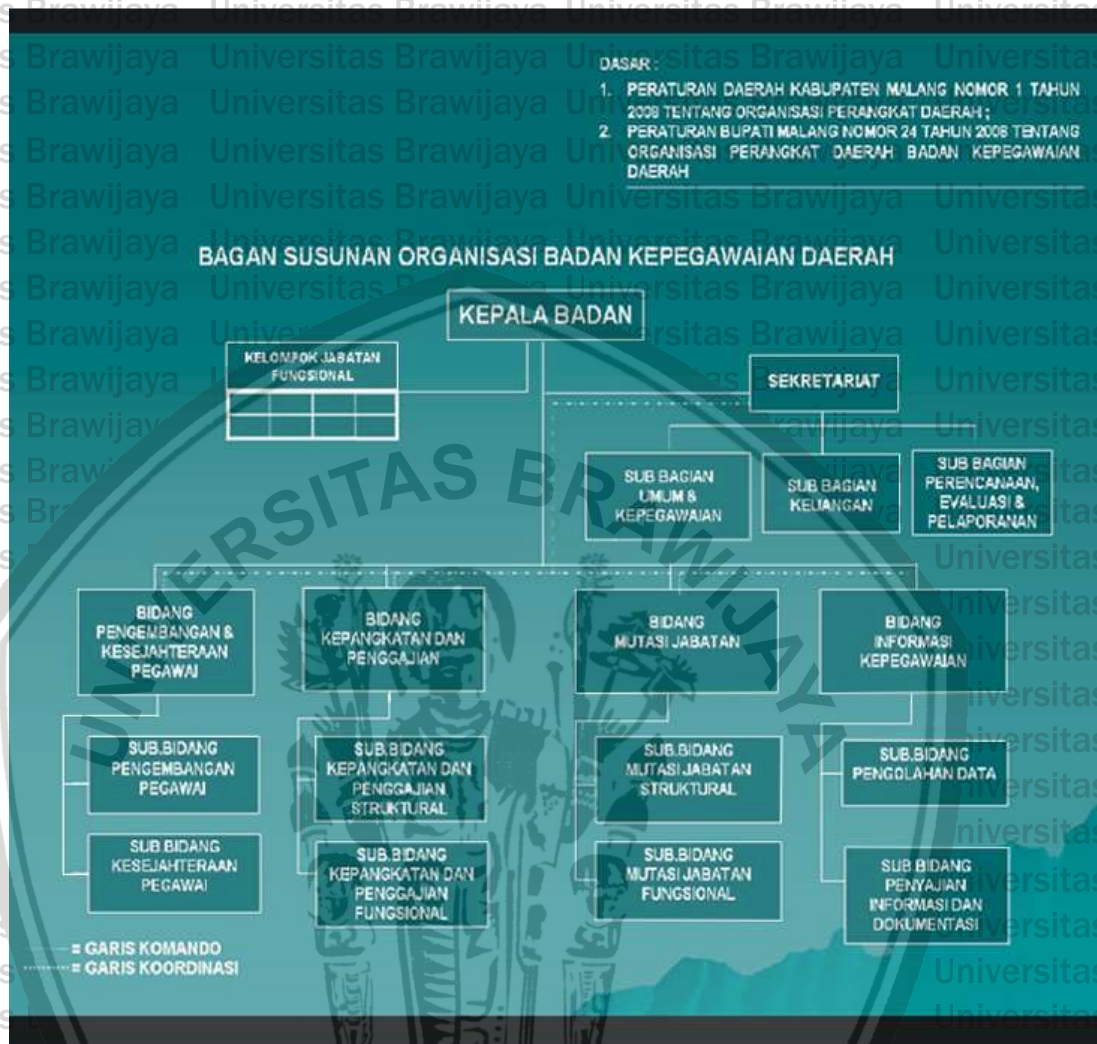 DASAR :
1. PERATURAN DAERAH KABUPATEN MALANG NOMOR 1 TAHUN
2008 TENTANG ORGANISASI PERANGKAT DAERAH ;
2. PERATURAN BUPATI MALANG NOMOR 24 TAHUN 2008 TENTANG
ORGANISASI PERANGKAT DAERAH BADAN KEPEGAWAIAN
DAERAH
BAGAN SUSUNAN ORGANISASI BADAN KEPEGAWAIAN DAERAH
KEPALA BADAN
KELOMPOK JABATAN
FUNGSIONAL
SEKRETARIAT
SUB BAGIAN
UMUM &
KEPEGAWAIAN
SUB BAGIAN
KEUANGAN
SUB BAGIAN
PERENCANAAN,
EVALUASI &
PELAPORANAN
BIDANG
PENGEMBANGAN &
KESEJAHTERAAN
PEGAWAI
BIDANG
KEPANGKATAN DAN
PENGGAJIAN
BIDANG
MUTASI JABATAN
BIDANG
INFORMASI
KEPEGAWAIAN
SUB.BIDANG
PENGEMBANGAN
PEGAWAI
SUB.BIDANG
KEPANGKATAN DAN
PENGGAJIAN
STRUKTURAL
SUB.BIDANG
MUTASI JABATAN
STRUKTURAL
SUB.BIDANG
PENGOLAHAN DATA
SUB.BIDANG
KESEJAHTERAAN
PEGAWAI
SUB.BIDANG
KEPANGKATAN DAN
PENGGAJIAN
FUNGSIONAL
SUB.BIDANG
MUTASI JABATAN
FUNGSIONAL
SUB BIDANG
PENYAJIAN
INFORMASI DAN
DOKUMENTASI
= GARIS KOMANDO
= GARIS KOORDINASI
UNIVERSITAS BRAWIJAYA